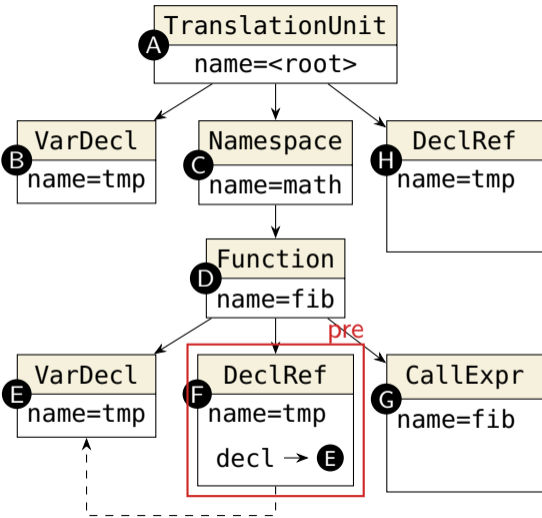 TranslationUnit
A
name=<root>
VarDecl
B
name=tmp
Namespace
C
name=math
DeclRef
H
name=tmp
Function
D
name=fib
pre
VarDecl
E
name=tmp
DeclRef
F
name=tmp
decl → E
CallExpr
G
name=fib